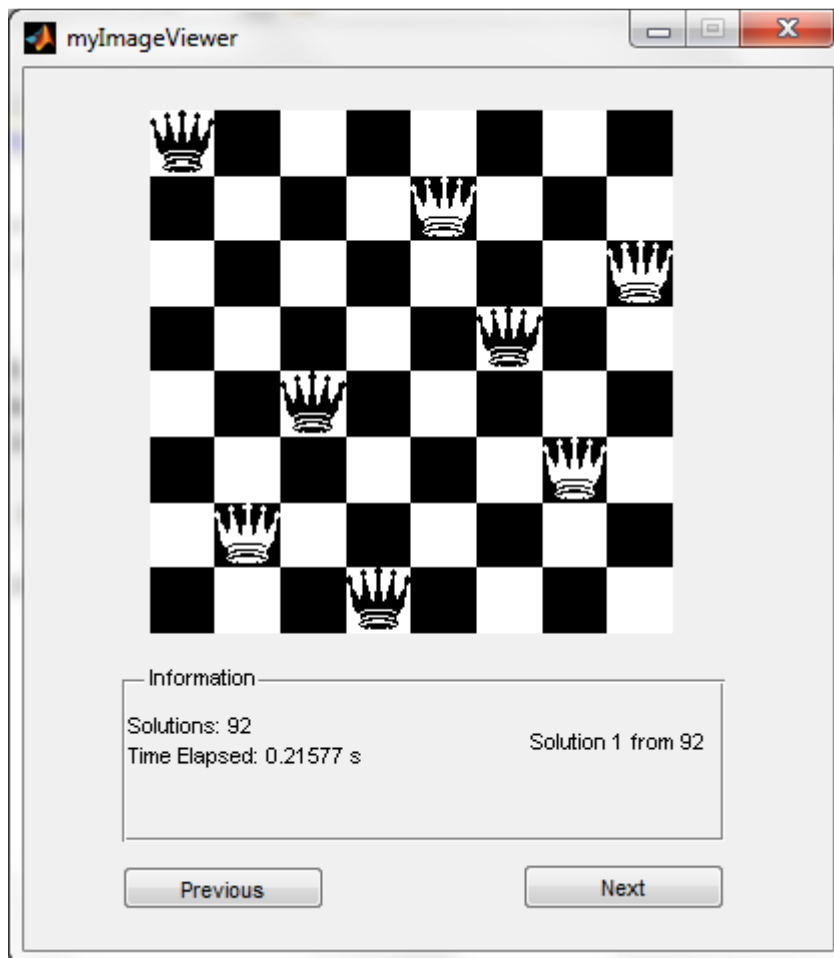 myImageViewer
Information
Solutions: 92
Time Elapsed: 0.21577 s
Solution 1 from 92
Previous
Next